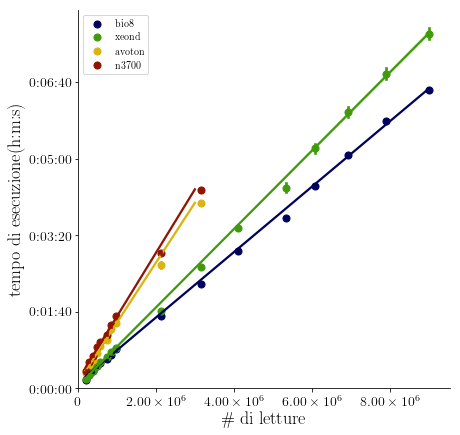 bio8
xeond
avoton
n3700
tempo di esecuzione(h:m:s)
0:06:40
0:05:00
0:03:20
0:01:40
0:00:00
0
2.00 × 10⁶
4.00 × 10⁶
6.00 × 10⁶
8.00 × 10⁶
# di letture